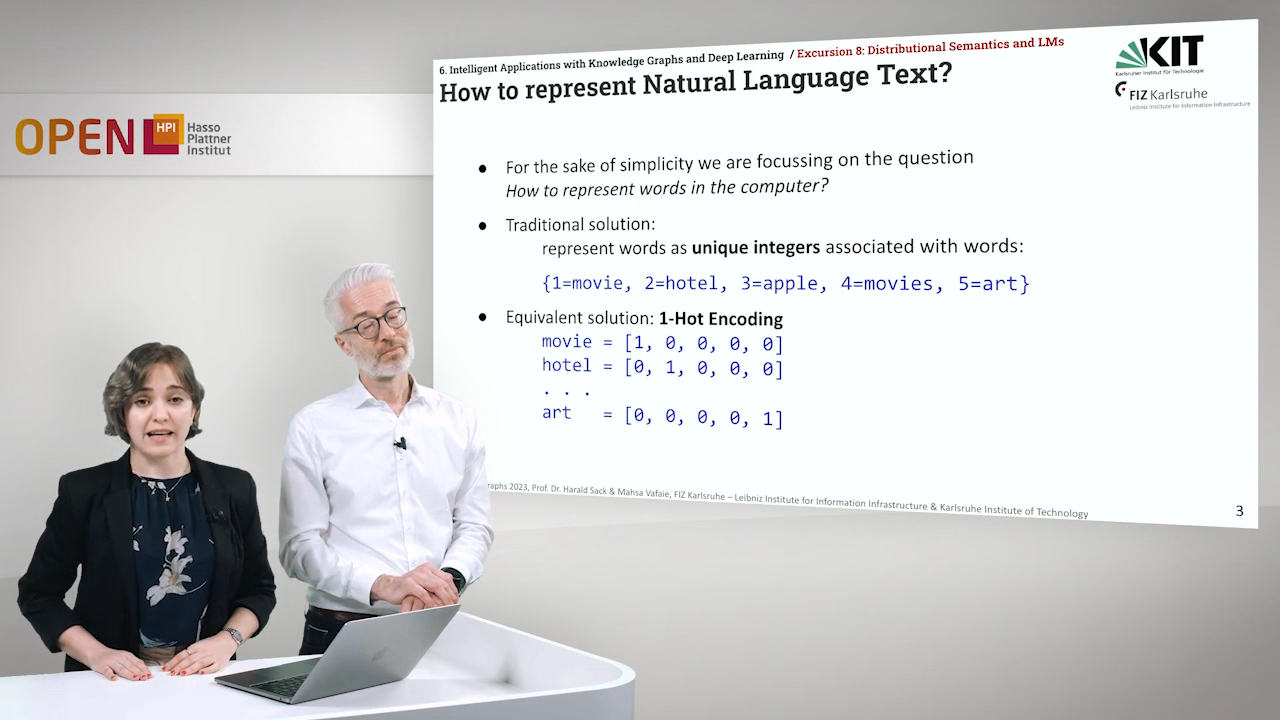 6. Intelligent Applications with Knowledge Graphs and Deep Learning / Excursion 8: Distributional Semantics and LMs
How to represent Natural Language Text?
KIT
Karlsruher Institut für Technologie
FIZ Karlsruhe
Leibniz Institute for Information Infrastructure
OPEN HPI Hasso
Plattner
Institut
● For the sake of simplicity we are focussing on the question
How to represent words in the computer?
● Traditional solution:
represent words as unique integers associated with words:
{1=movie, 2=hotel, 3=apple, 4=movies, 5=art}
● Equivalent solution: 1-Hot Encoding
movie = [1, 0, 0, 0, 0]
hotel = [0, 1, 0, 0, 0]
. . .
art = [0, 0, 0, 0, 1]
2023, Prof. Dr. Harald Sack & Mahsa Vafaie, FIZ Karlsruhe – Leibniz Institute for Information Infrastructure & Karlsruhe Institute of Technology
3